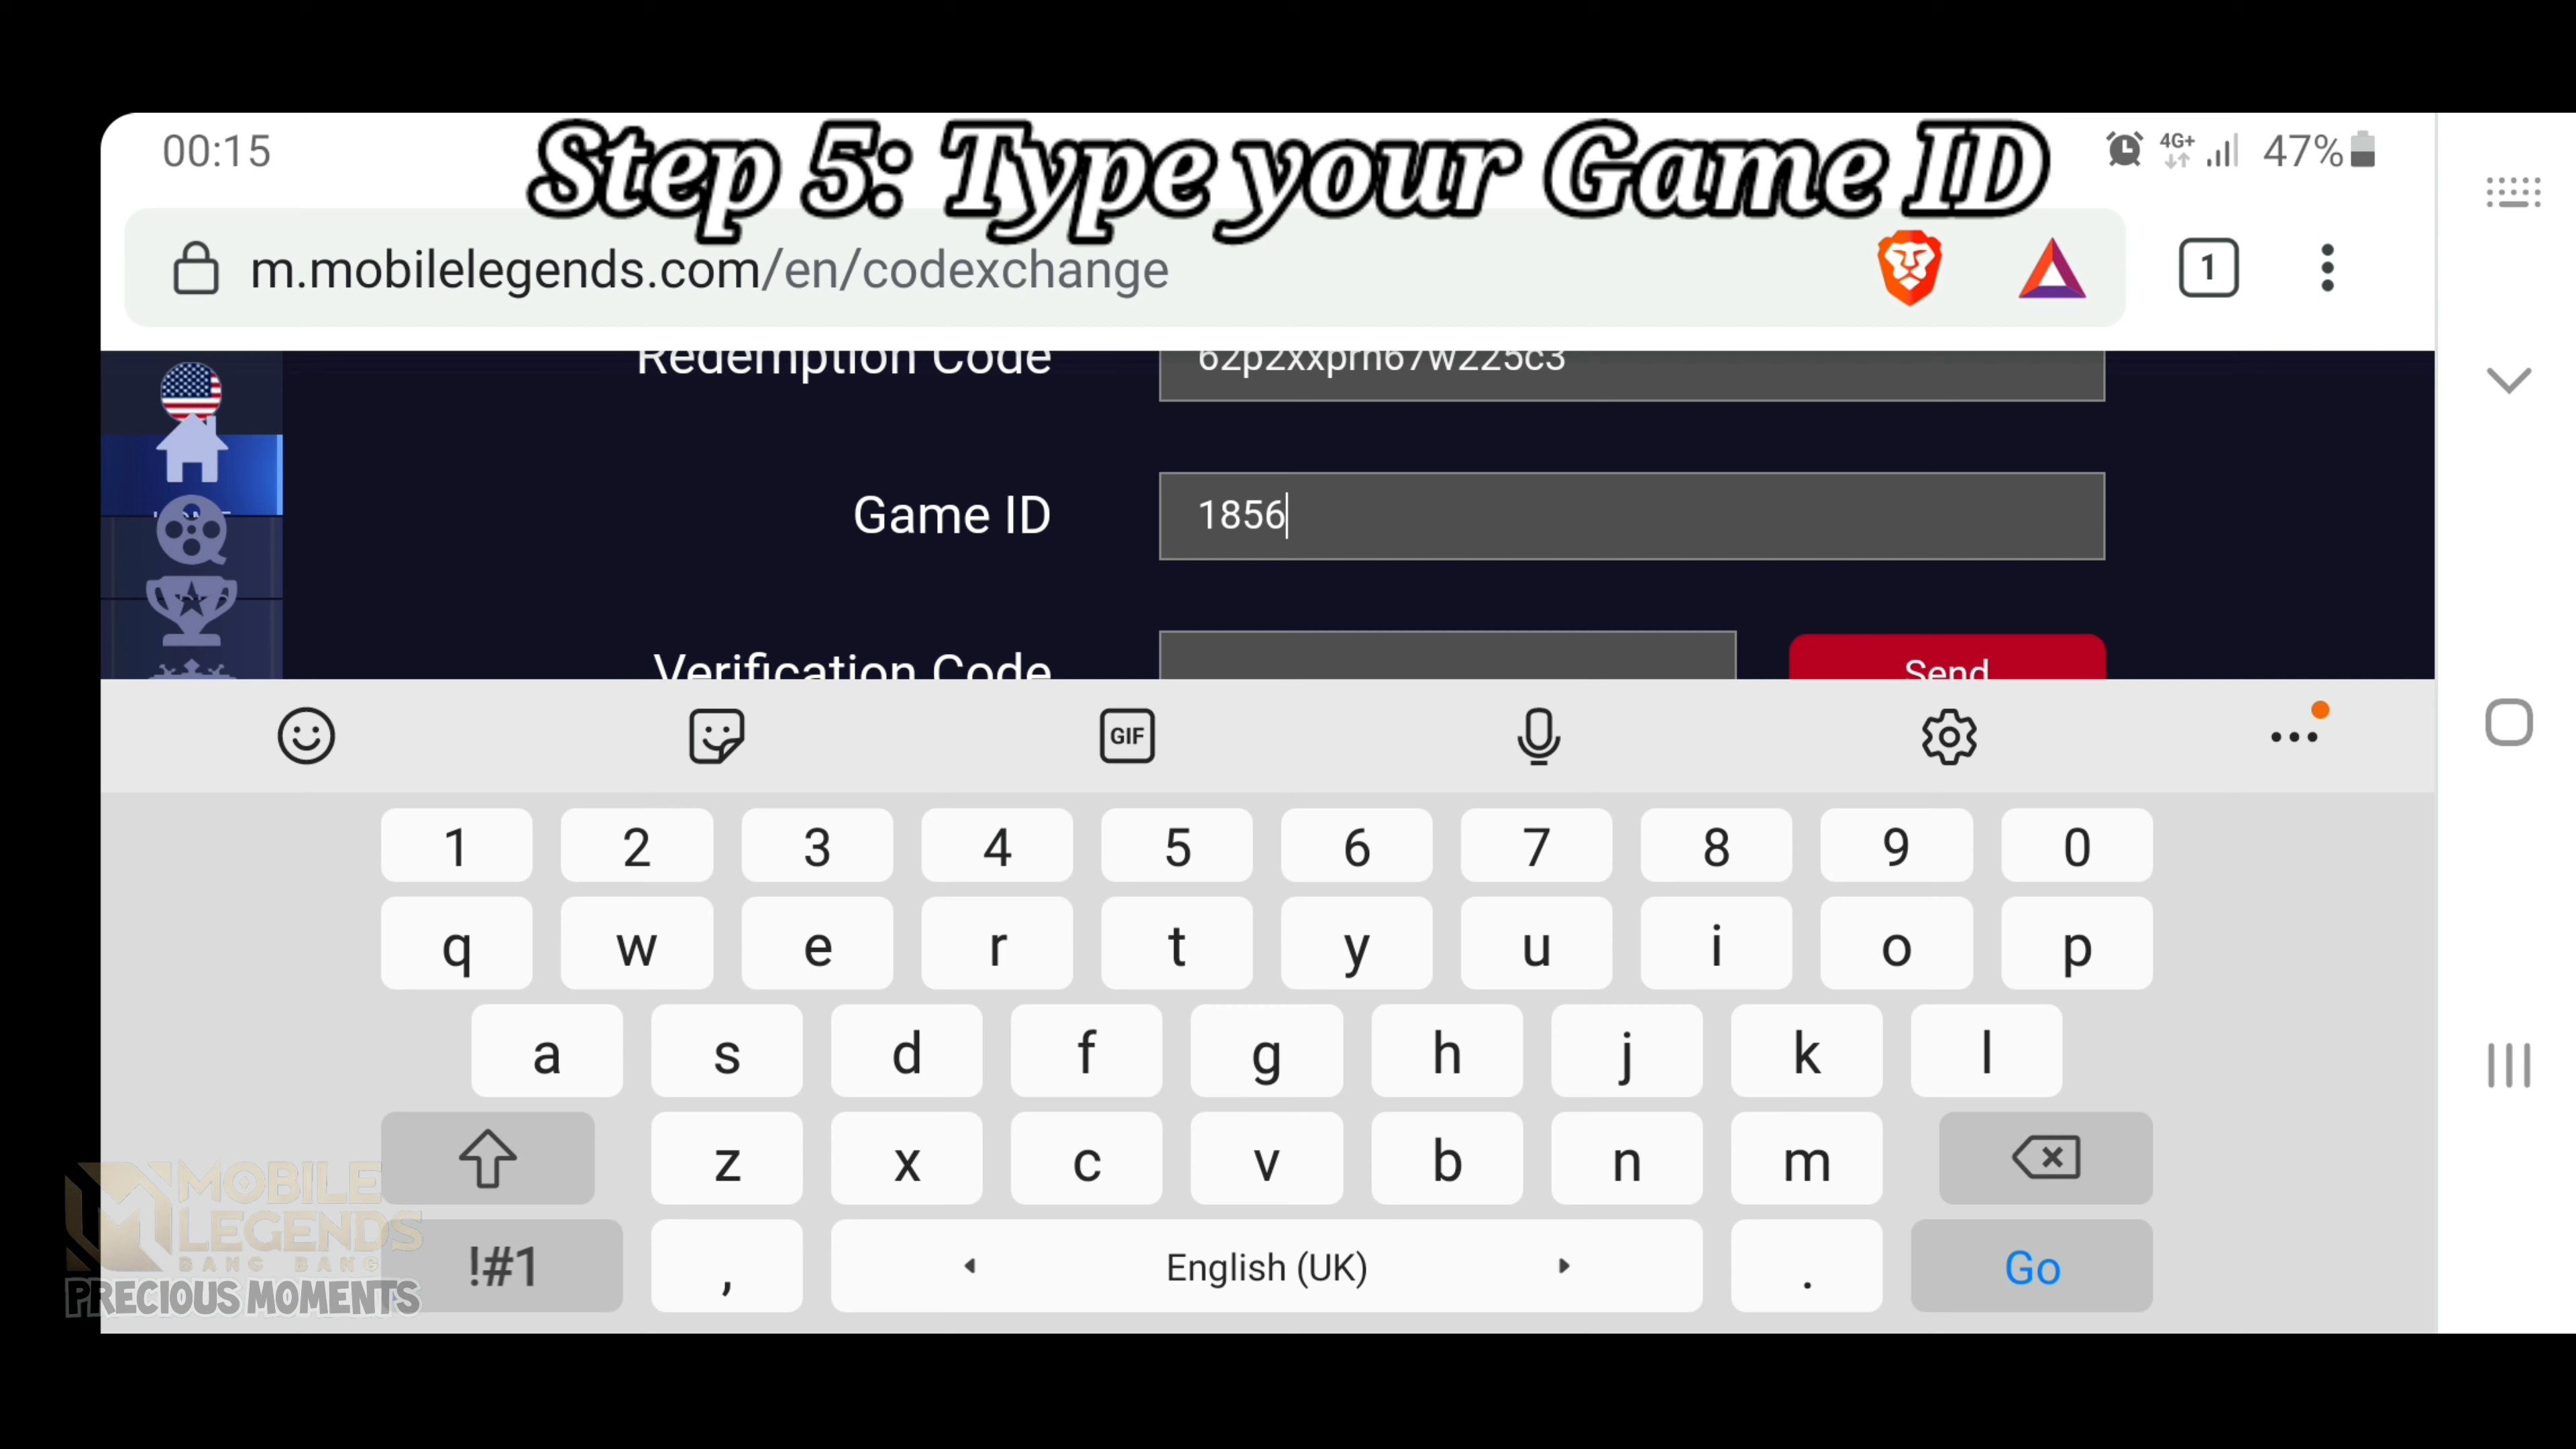 Step 5: Type your Game ID
00:15
4G+
47%
m.mobilelegends.com/en/codexchange
1
Redemption Code
62p2xxprn67w225c3
Game ID
1856
Verification Code
Send
GIF
1 2 3 4 5 6 7 8 9 0
q w e r t y u i o p
a s d f g h j k l
z x c v b n m
!#1 , English (UK) . Go
MOBILE
LEGENDS
BANG BANG
PRECIOUS MOMENTS